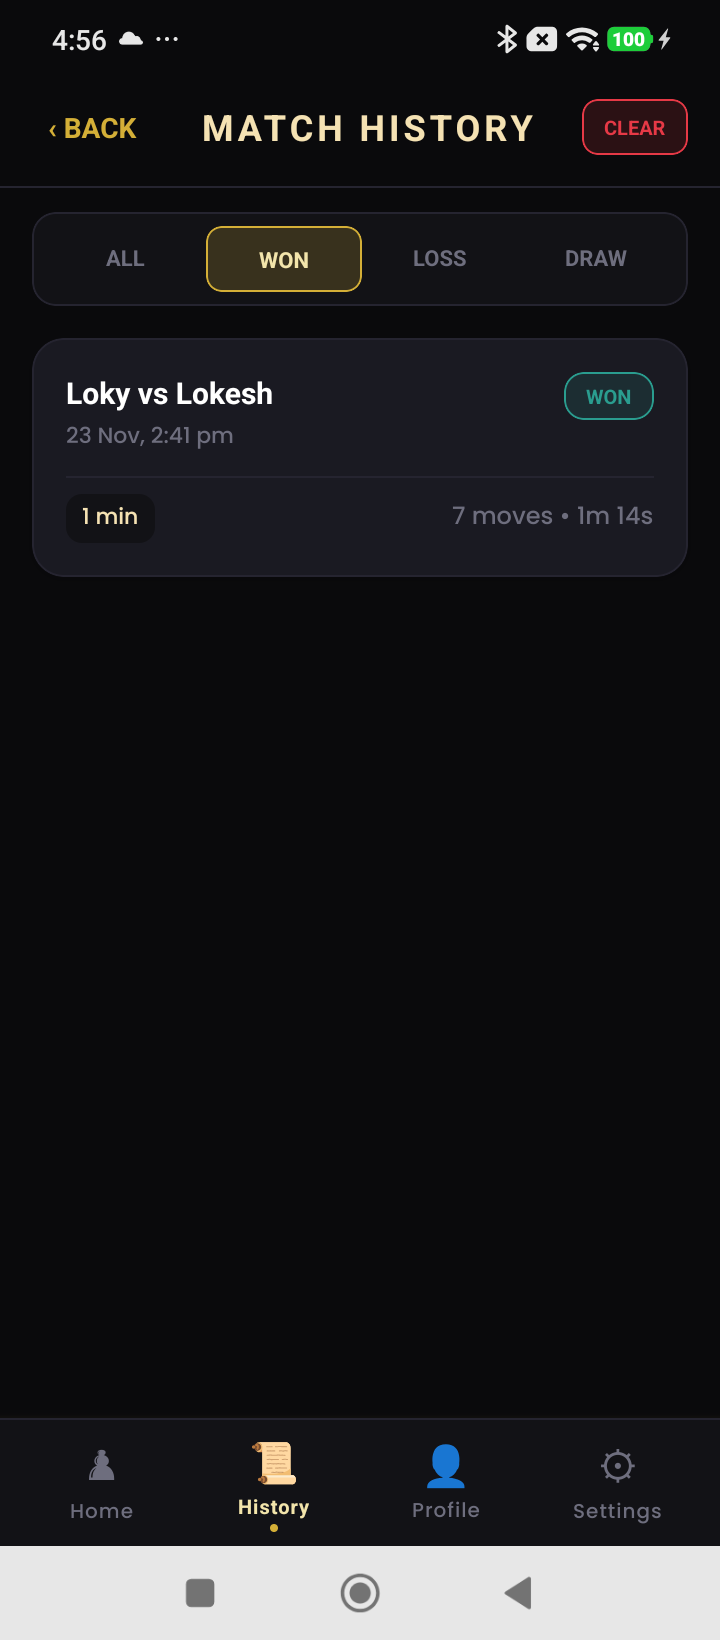 4:56
100
‹ BACK
MATCH HISTORY
CLEAR
ALL
WON
LOSS
DRAW
Loky vs Lokesh
WON
23 Nov, 2:41 pm
1 min
7 moves • 1m 14s
Home
History
Profile
Settings